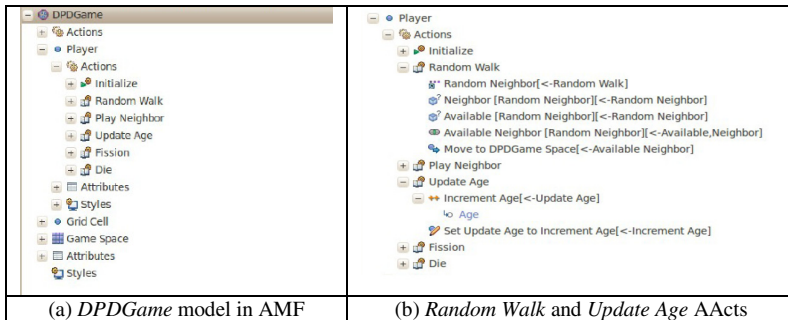 DPDGame
Actions
Player
Actions
Initialize
Random Walk
Play Neighbor
Update Age
Fission
Die
Attributes
Styles
Grid Cell
Game Space
Attributes
Styles
(a) DPDGame model in AMF
Player
Actions
Initialize
Random Walk
Random Neighbor[<-Random Walk]
Neighbor [Random Neighbor][<-Random Neighbor]
Available [Random Neighbor][<-Random Neighbor]
Available Neighbor [Random Neighbor][<-Available,Neighbor]
Move to DPDGame Space[<-Available Neighbor]
Play Neighbor
Update Age
Increment Age[<-Update Age]
Age
Set Update Age to Increment Age[<-Increment Age]
Fission
Die
(b) Random Walk and Update Age AActs